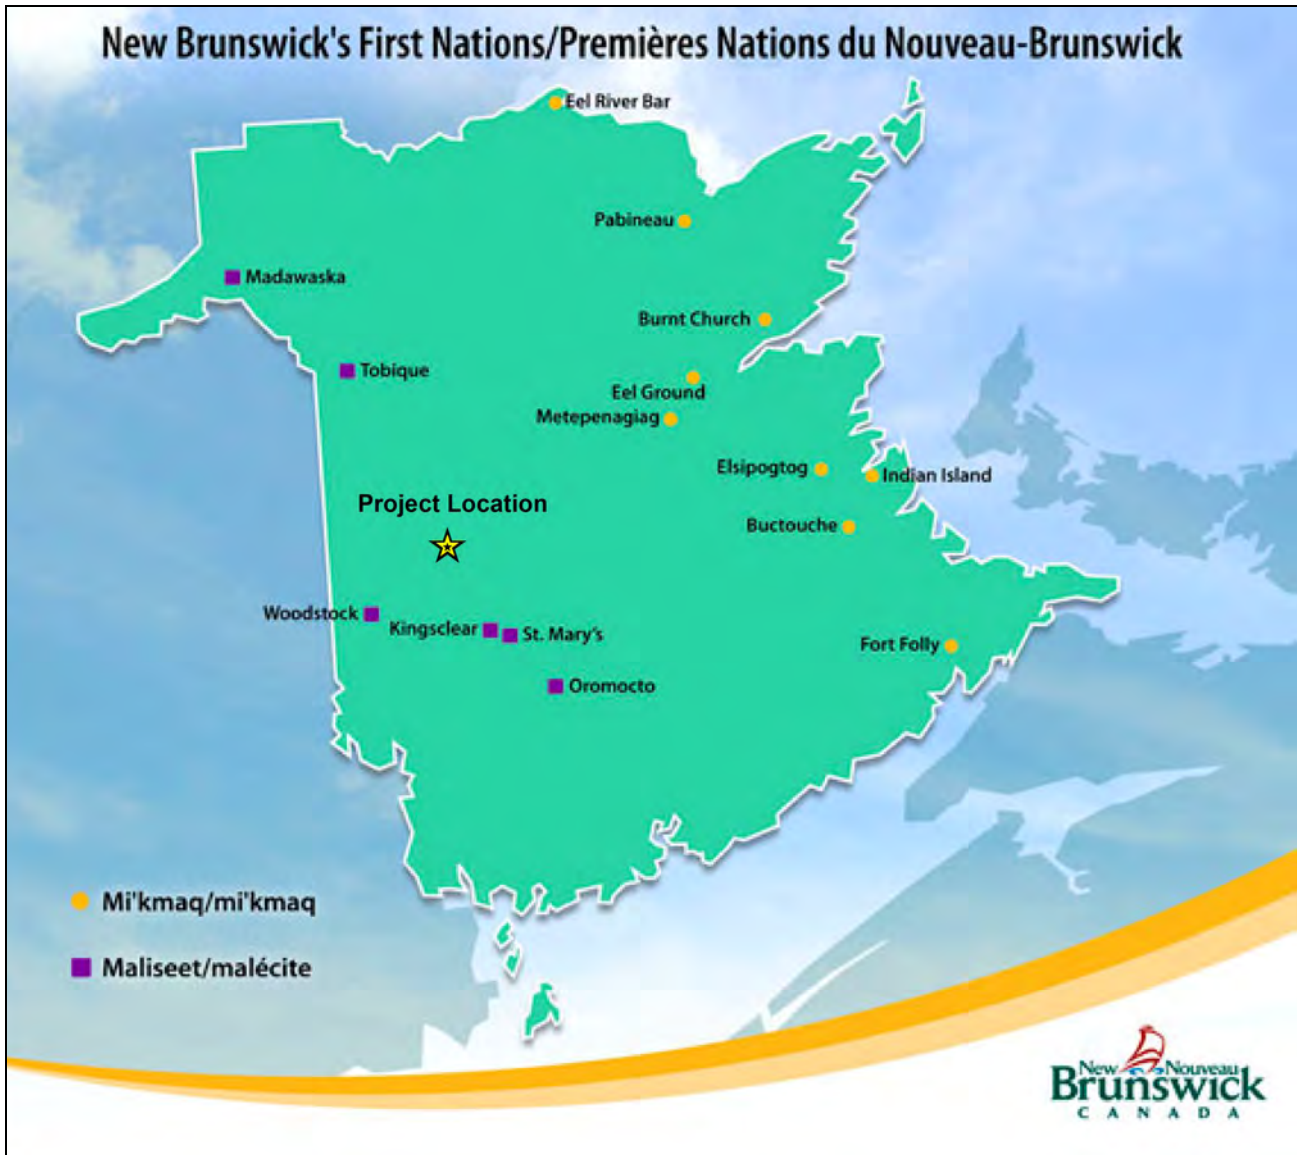 New Brunswick's First Nations/Premières Nations du Nouveau-Brunswick
Eel River Bar
Pabineau
Madawaska
Burnt Church
Tobique
Eel Ground
Metepenagiag
Elsipogtog
Indian Island
Project Location
Buctouche
Woodstock
Kingsclear
St. Mary's
Fort Folly
Oromocto
Mi'kmaq/mi'kmaq
Maliseet/malécite
New Nouveau
Brunswick
CANADA